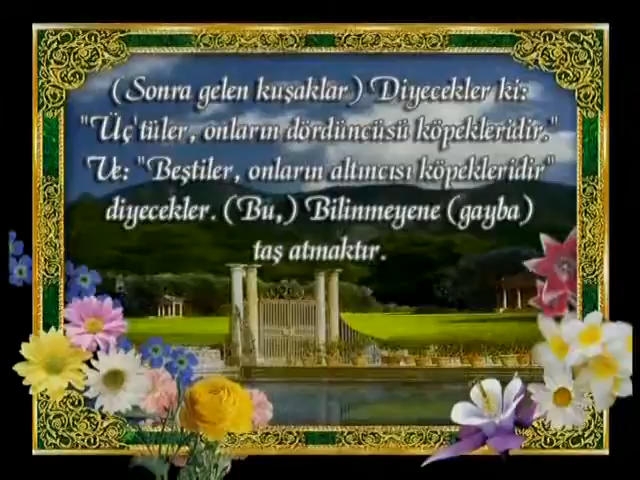 (Sonra gelen kuşaklar) Diyecekler ki:
"Üç'tüler, onların dördüncüsü köpekleridir."
Ve: "Beştiler, onların altıncısı köpekleridir"
diyecekler. (Bu,) Bilinmeyene (gayba)
taş atmaktır.